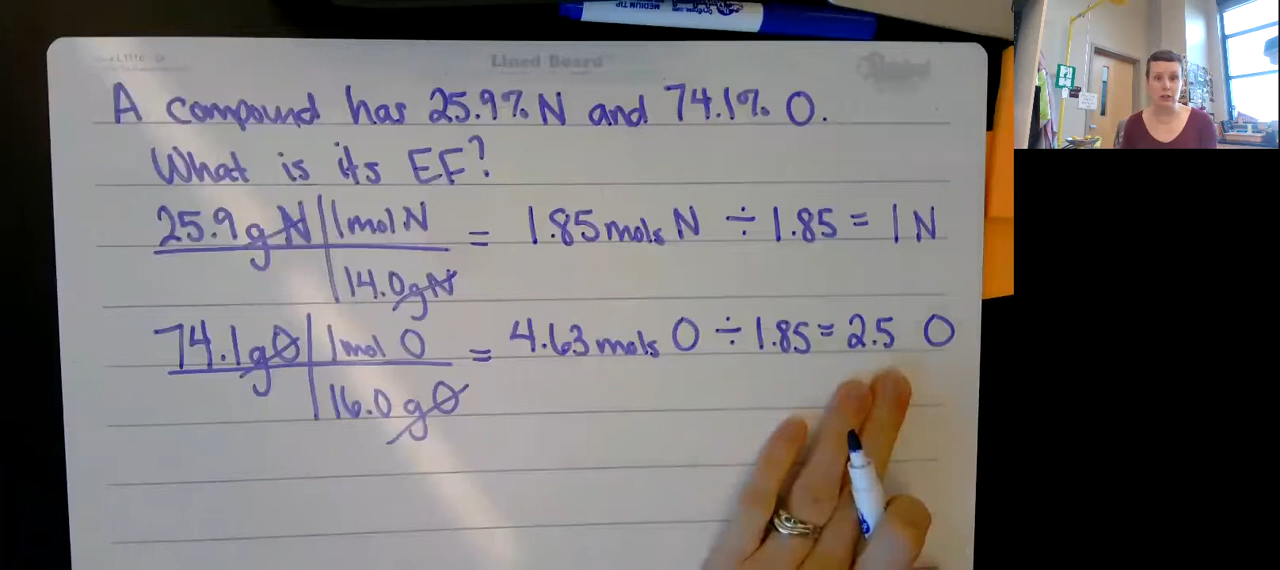 MEDIUM TIP
Lined Board
A compound has 25.9% N and 74.1% O.
What is its EF?
25.9 g N | 1 mol N = 1.85 mols N ÷ 1.85 = 1 N
14.0 g N
74.1 g O | 1 mol O = 4.63 mols O ÷ 1.85 = 2.5 O
16.0 g O